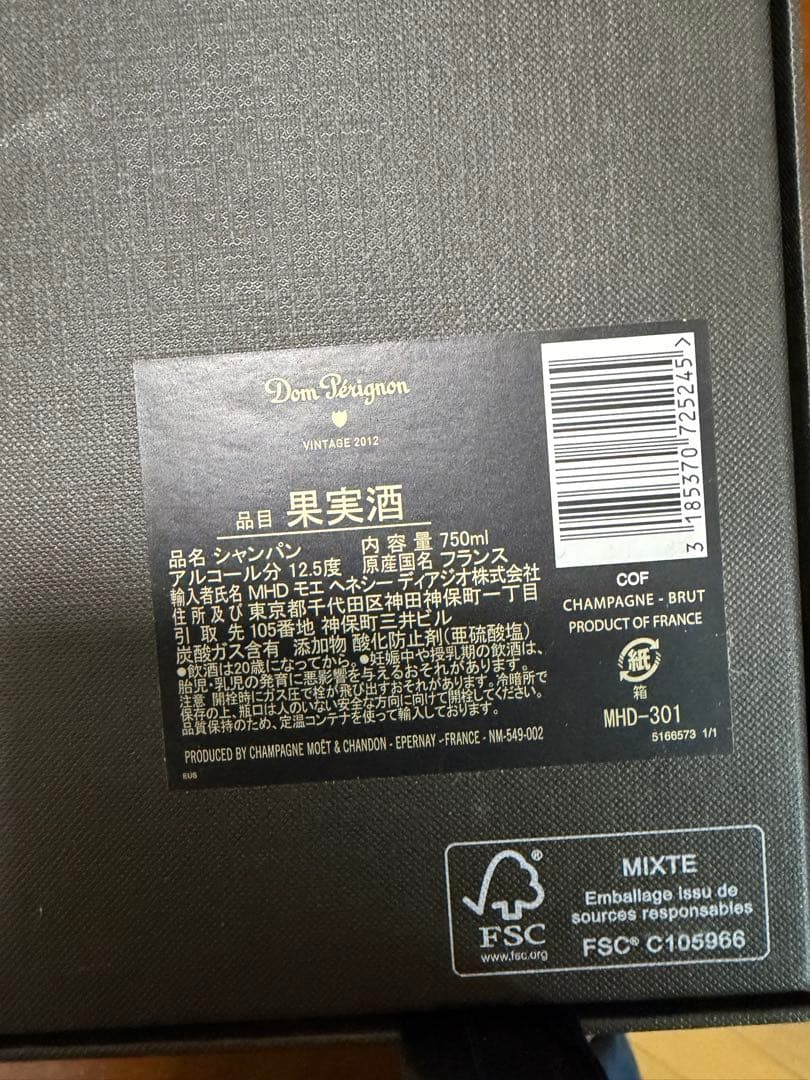 Dom Pérignon
VINTAGE 2012
品目 果実酒
品名 シャンパン 内容量 750ml
アルコール分 12.5度 原産国名 フランス
輸入者氏名 MHD モエ ヘネシー ディアジオ株式会社
住所及び 東京都千代田区神田神保町一丁目
引取先 105番地 神保町三井ビル
炭酸ガス含有 添加物 酸化防止剤(亜硫酸塩)
●飲酒は20歳になってから。●妊娠中や授乳期の飲酒は、
胎児・乳児の発育に悪影響を与えるおそれがあります。
注意 開栓時にガス圧で栓が飛び出すおそれがあります。冷暗所で
保存の上、瓶口は人のいない安全な方向に向けて開栓してください。
品質保持のため、定温コンテナを使って輸入しております。
PRODUCED BY CHAMPAGNE MOËT & CHANDON - EPERNAY - FRANCE - NM-549-002
EUS
3 185370 725245 >
COF
CHAMPAGNE - BRUT
PRODUCT OF FRANCE
紙
箱
MHD-301
5166573 1/1
FSC®
www.fsc.org
MIXTE
Emballage issu de
sources responsables
FSC® C105966